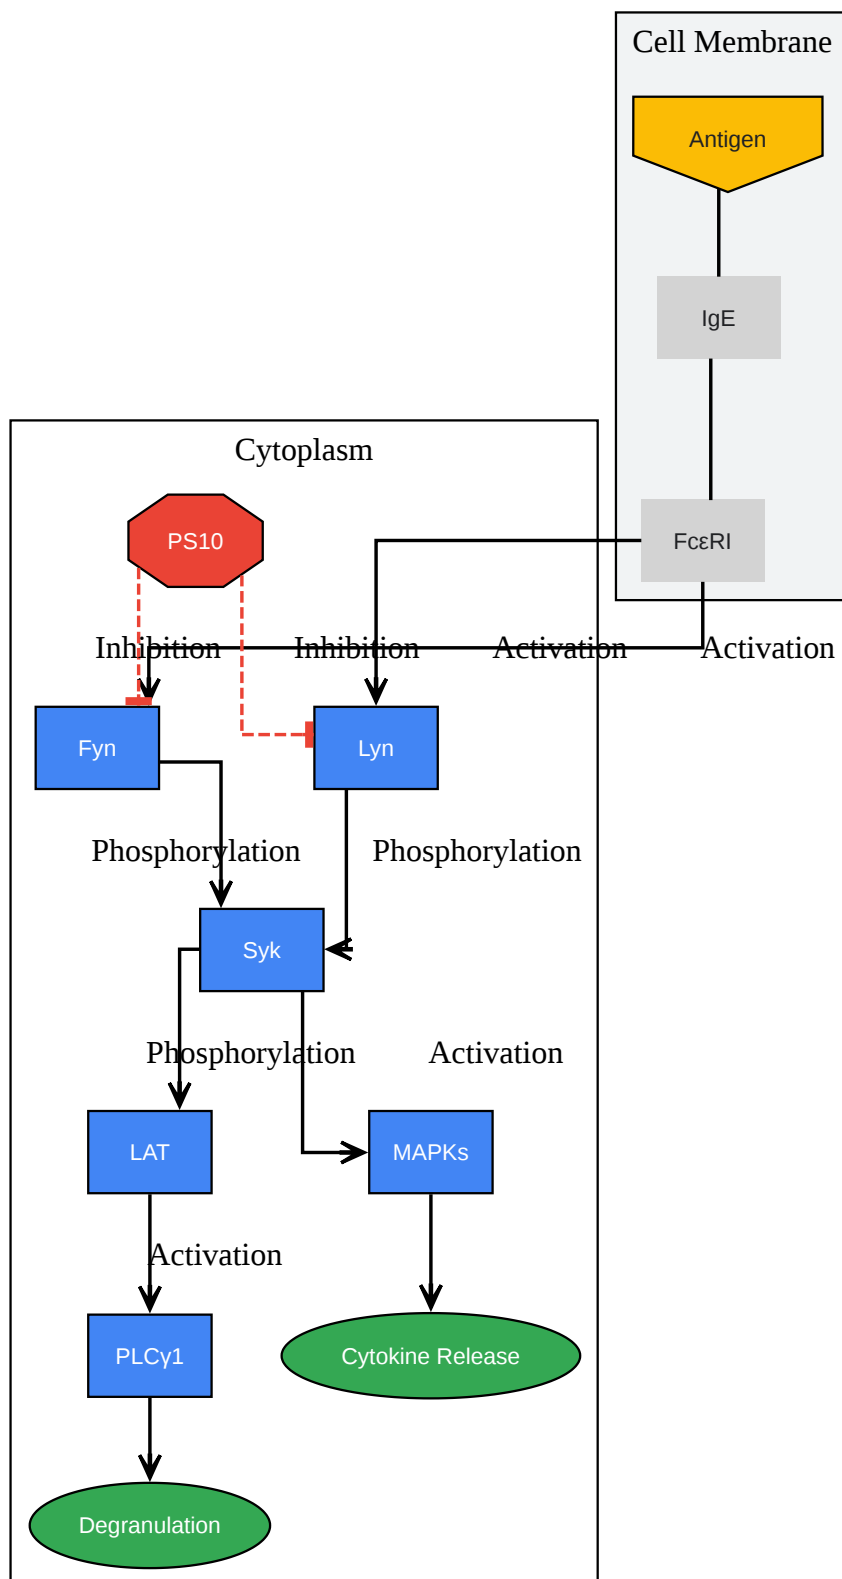 Cell Membrane
Antigen
IgE
Cytoplasm
PS10
FcεRI
Inhibition
Inhibition
Activation
Activation
Fyn
Lyn
Phosphorylation
Phosphorylation
Syk
Phosphorylation
Activation
LAT
MAPKs
Activation
PLCγ1
Cytokine Release
Degranulation